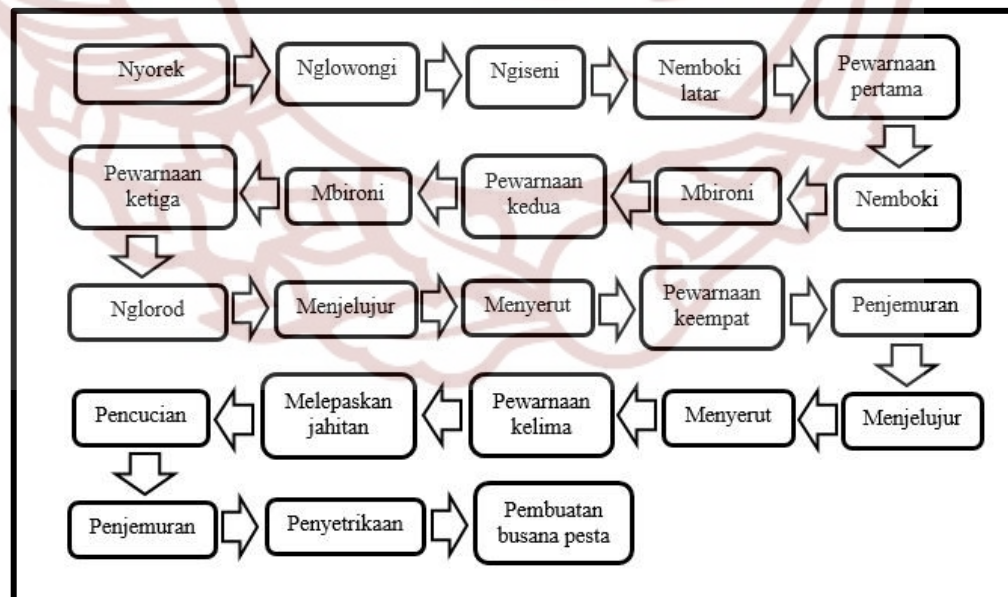 Nyorek
Nglowongi
Ngiseni
Nemboki
latar
Pewarnaan
pertama
Nemboki
Mbironi
Pewarnaan
kedua
Mbironi
Pewarnaan
ketiga
Nglorod
Menjelujur
Menyerut
Pewarnaan
keempat
Penjemuran
Menjelujur
Menyerut
Pewarnaan
kelima
Melepaskan
jahitan
Pencucian
Penjemuran
Penyetrikaan
Pembuatan
busana pesta